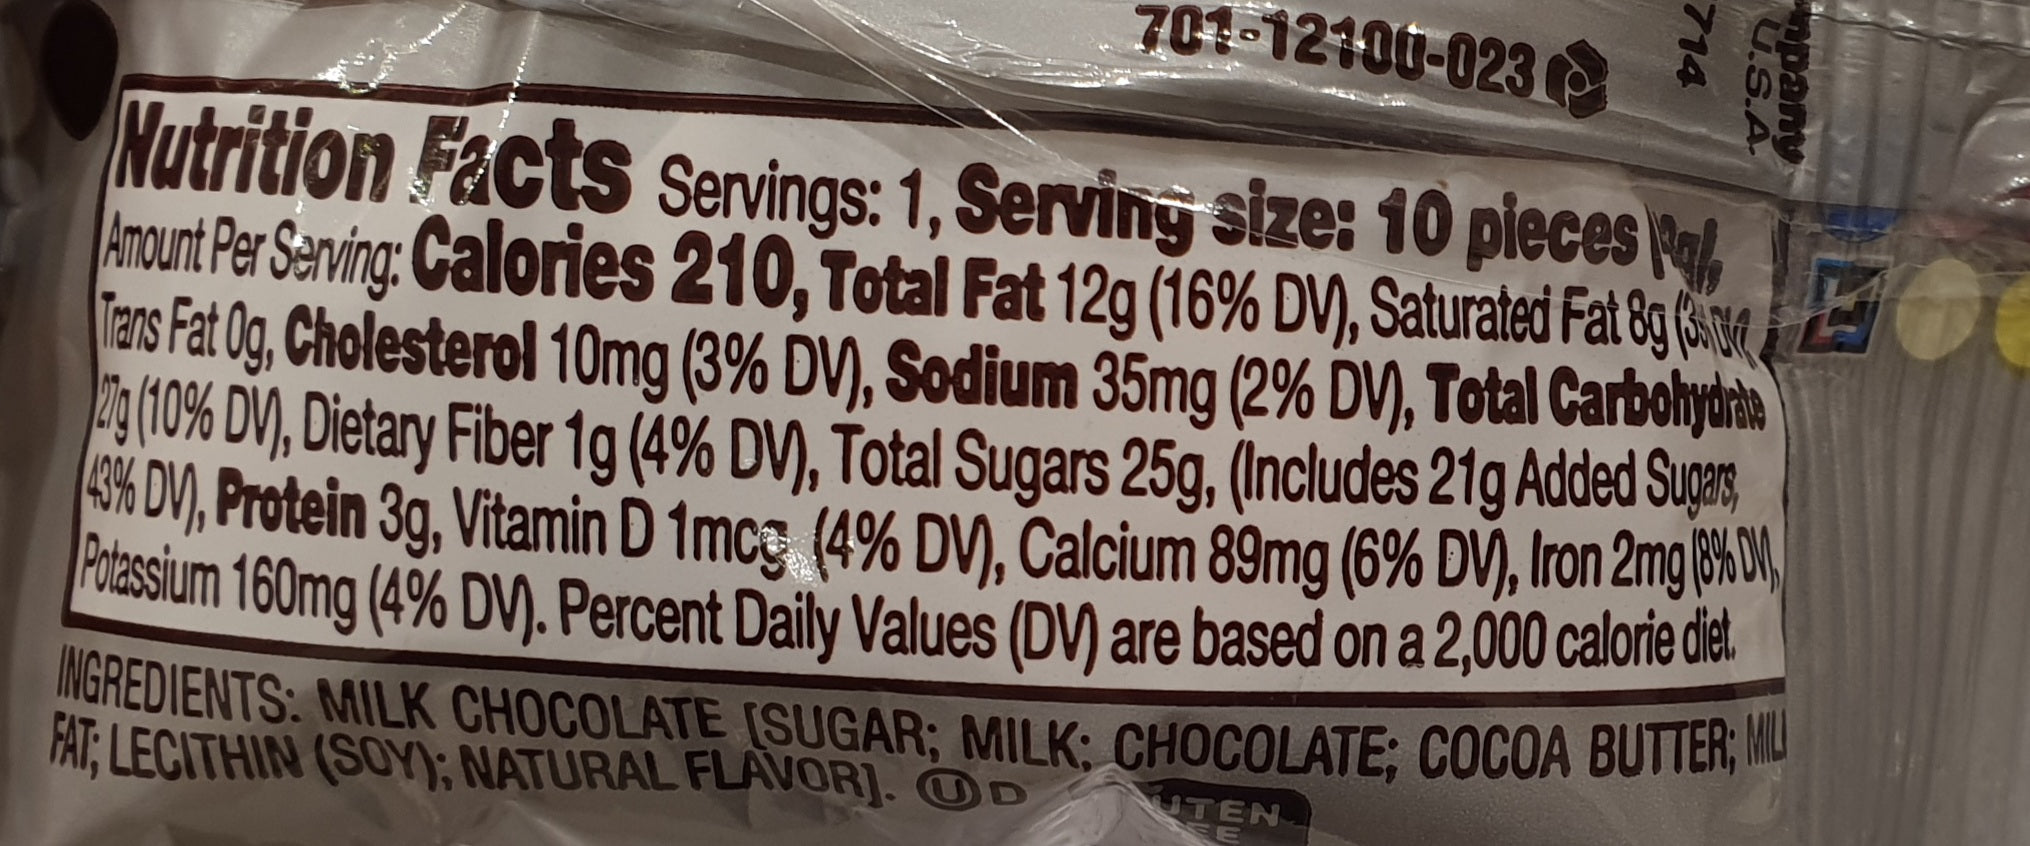 701-12100-023
714
U.S.A.
Nutrition Facts Servings: 1, Serving size: 10 pieces
Amount Per Serving: Calories 210, Total Fat 12g (16% DV), Saturated Fat 8g
Trans Fat 0g, Cholesterol 10mg (3% DV), Sodium 35mg (2% DV), Total Carbohydrate
27g (10% DV), Dietary Fiber 1g (4% DV), Total Sugars 25g, (Includes 21g Added Sugars,
43% DV), Protein 3g, Vitamin D 1mcg (4% DV), Calcium 89mg (6% DV), Iron 2mg (8% DV),
Potassium 160mg (4% DV). Percent Daily Values (DV) are based on a 2,000 calorie diet.
INGREDIENTS: MILK CHOCOLATE [SUGAR; MILK; CHOCOLATE; COCOA BUTTER; MILK
FAT; LECITHIN (SOY); NATURAL FLAVOR]. Ⓤ D